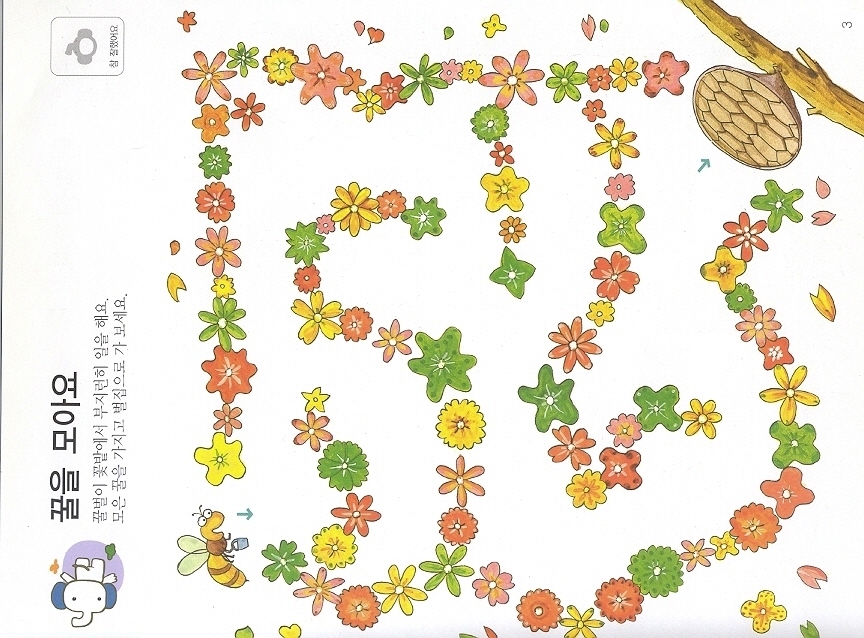 꿀을 모아요
꿀벌이 꽃밭에서 부지런히 일을 해요.
모은 꿀을 가지고 벌집으로 가 보세요.
참 잘했어요
3